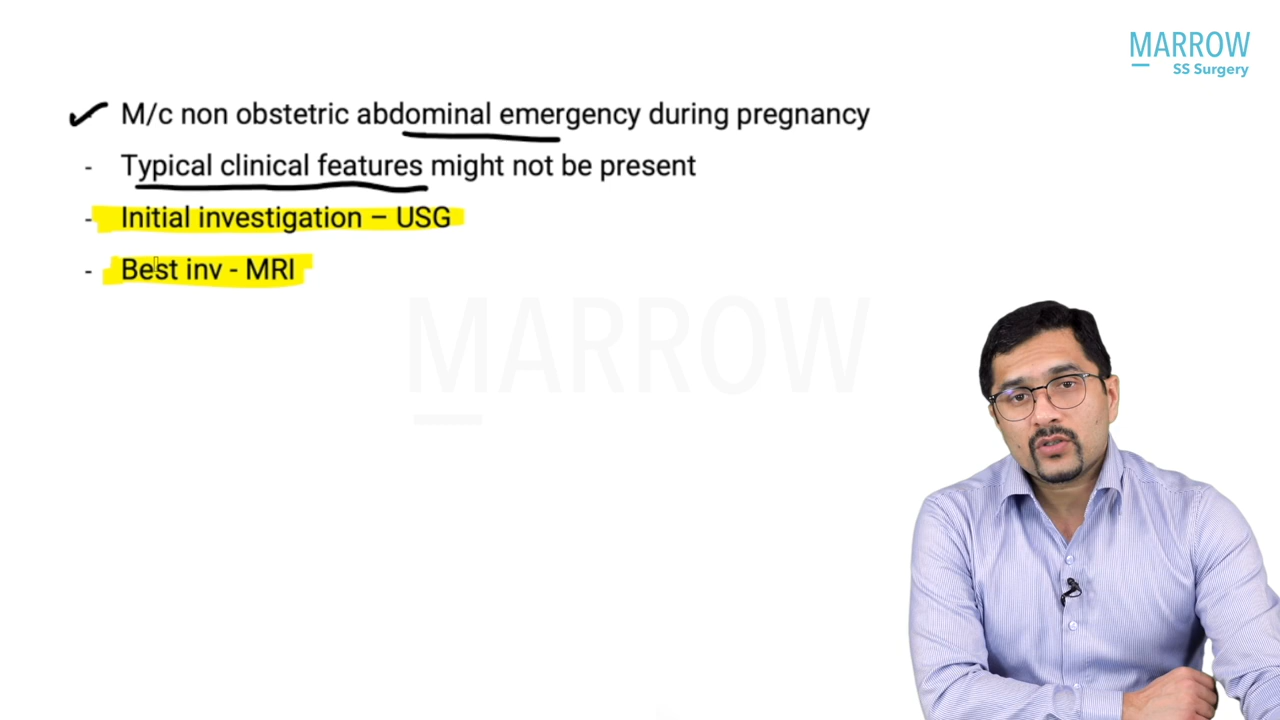 MARROW
SS Surgery
M/c non obstetric abdominal emergency during pregnancy
- Typical clinical features might not be present
- Initial investigation – USG
- Best inv - MRI
MARROW